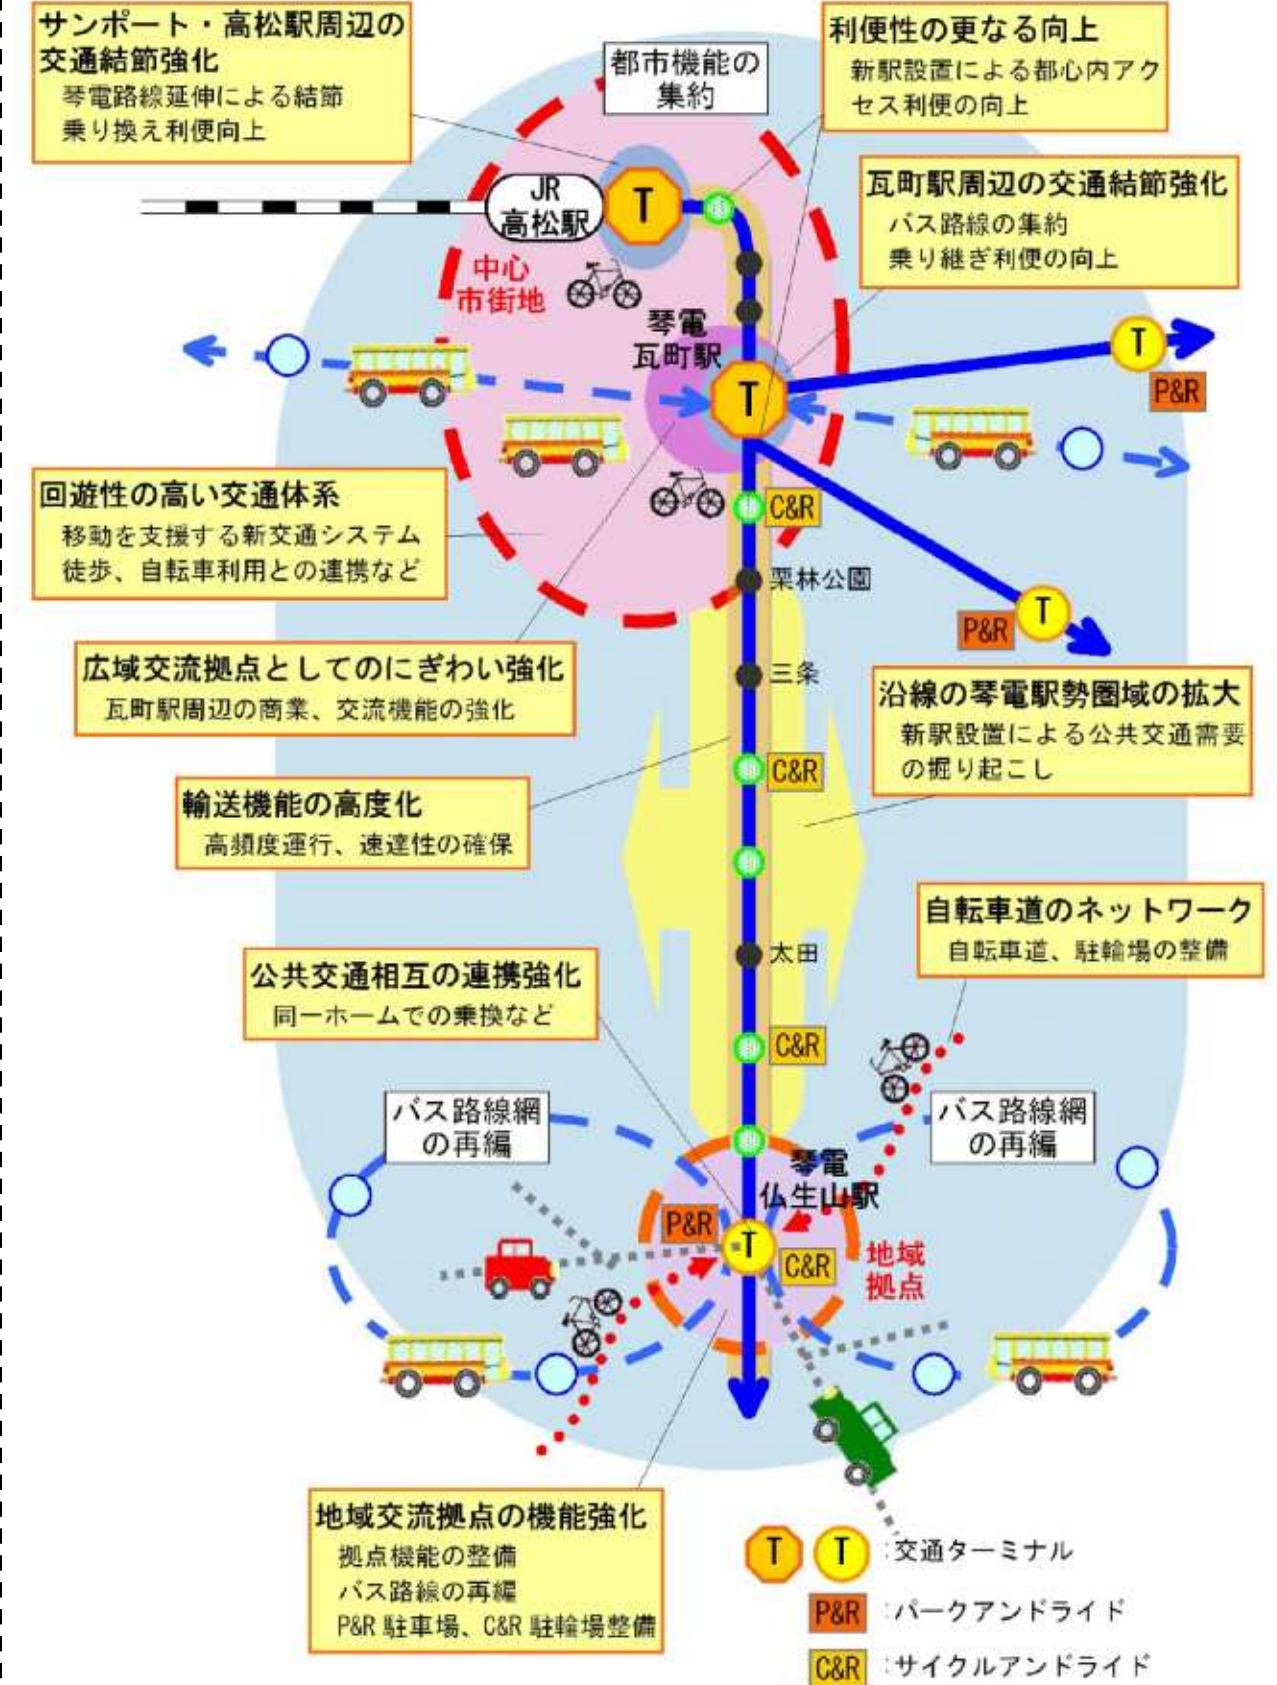 サンポート・高松駅周辺の
交通結節強化
琴電路線延伸による結節
乗り換え利便向上
都市機能の
集約
利便性の更なる向上
新駅設置による都心内アク
セス利便の向上
JR
高松駅
T
瓦町駅周辺の交通結節強化
バス路線の集約
乗り継ぎ利便の向上
中心
市街地
琴電
瓦町駅
T
T
P&R
回遊性の高い交通体系
移動を支援する新交通システム
徒歩、自転車利用との連携など
C&R
栗林公園
T
P&R
広域交流拠点としてのにぎわい強化
瓦町駅周辺の商業、交流機能の強化
三条
沿線の琴電駅勢圏域の拡大
新駅設置による公共交通需要
の掘り起こし
C&R
輸送機能の高度化
高頻度運行、速達性の確保
自転車道のネットワーク
自転車道、駐輪場の整備
太田
公共交通相互の連携強化
同一ホームでの乗換など
C&R
バス路線網
の再編
バス路線網
の再編
琴電
仏生山駅
P&R
T
C&R
地域
拠点
地域交流拠点の機能強化
拠点機能の整備
バス路線の再編
P&R 駐車場、C&R 駐輪場整備
T T :交通ターミナル
P&R :パークアンドライド
C&R :サイクルアンドライド